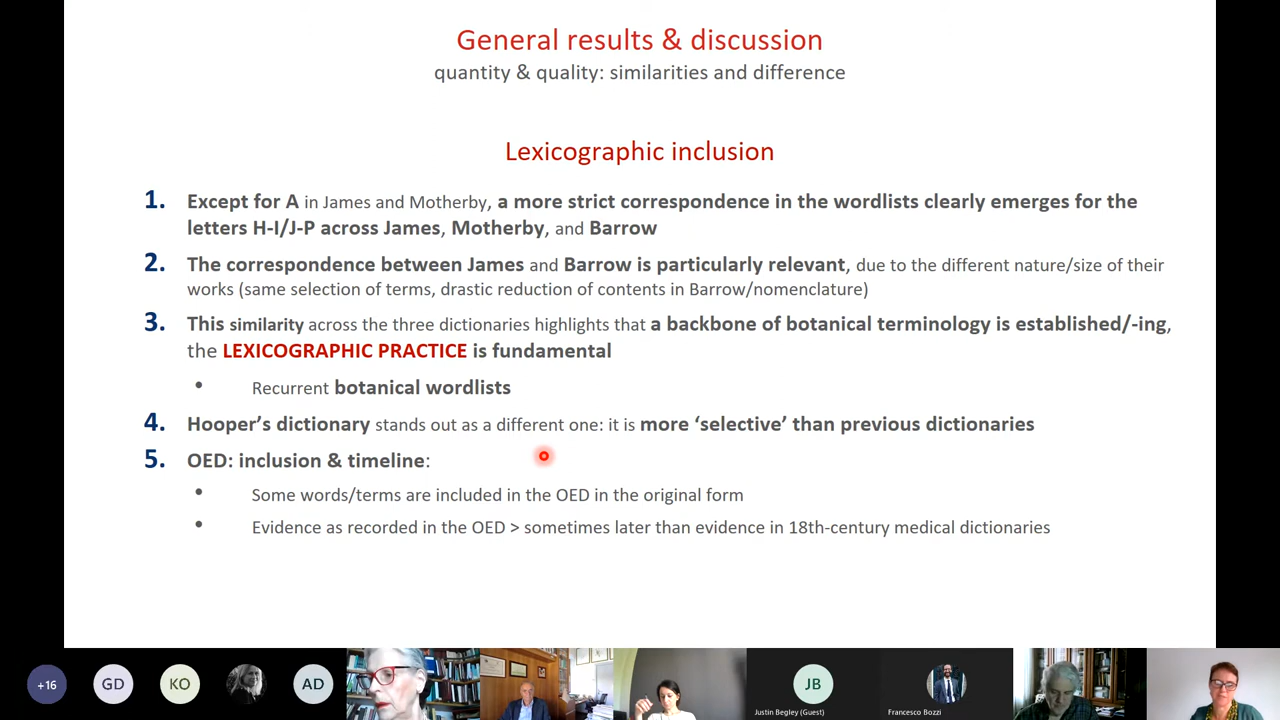 General results & discussion
quantity & quality: similarities and difference
Lexicographic inclusion
1. Except for A in James and Motherby, a more strict correspondence in the wordlists clearly emerges for the
letters H-I/J-P across James, Motherby, and Barrow
2. The correspondence between James and Barrow is particularly relevant, due to the different nature/size of their
works (same selection of terms, drastic reduction of contents in Barrow/nomenclature)
3. This similarity across the three dictionaries highlights that a backbone of botanical terminology is established/-ing,
the LEXICOGRAPHIC PRACTICE is fundamental
• Recurrent botanical wordlists
4. Hooper’s dictionary stands out as a different one: it is more ‘selective’ than previous dictionaries
5. OED: inclusion & timeline:
• Some words/terms are included in the OED in the original form
• Evidence as recorded in the OED > sometimes later than evidence in 18th-century medical dictionaries
+16 GD KO AD JB
Justin Begley (Guest) Francesco Bozzi